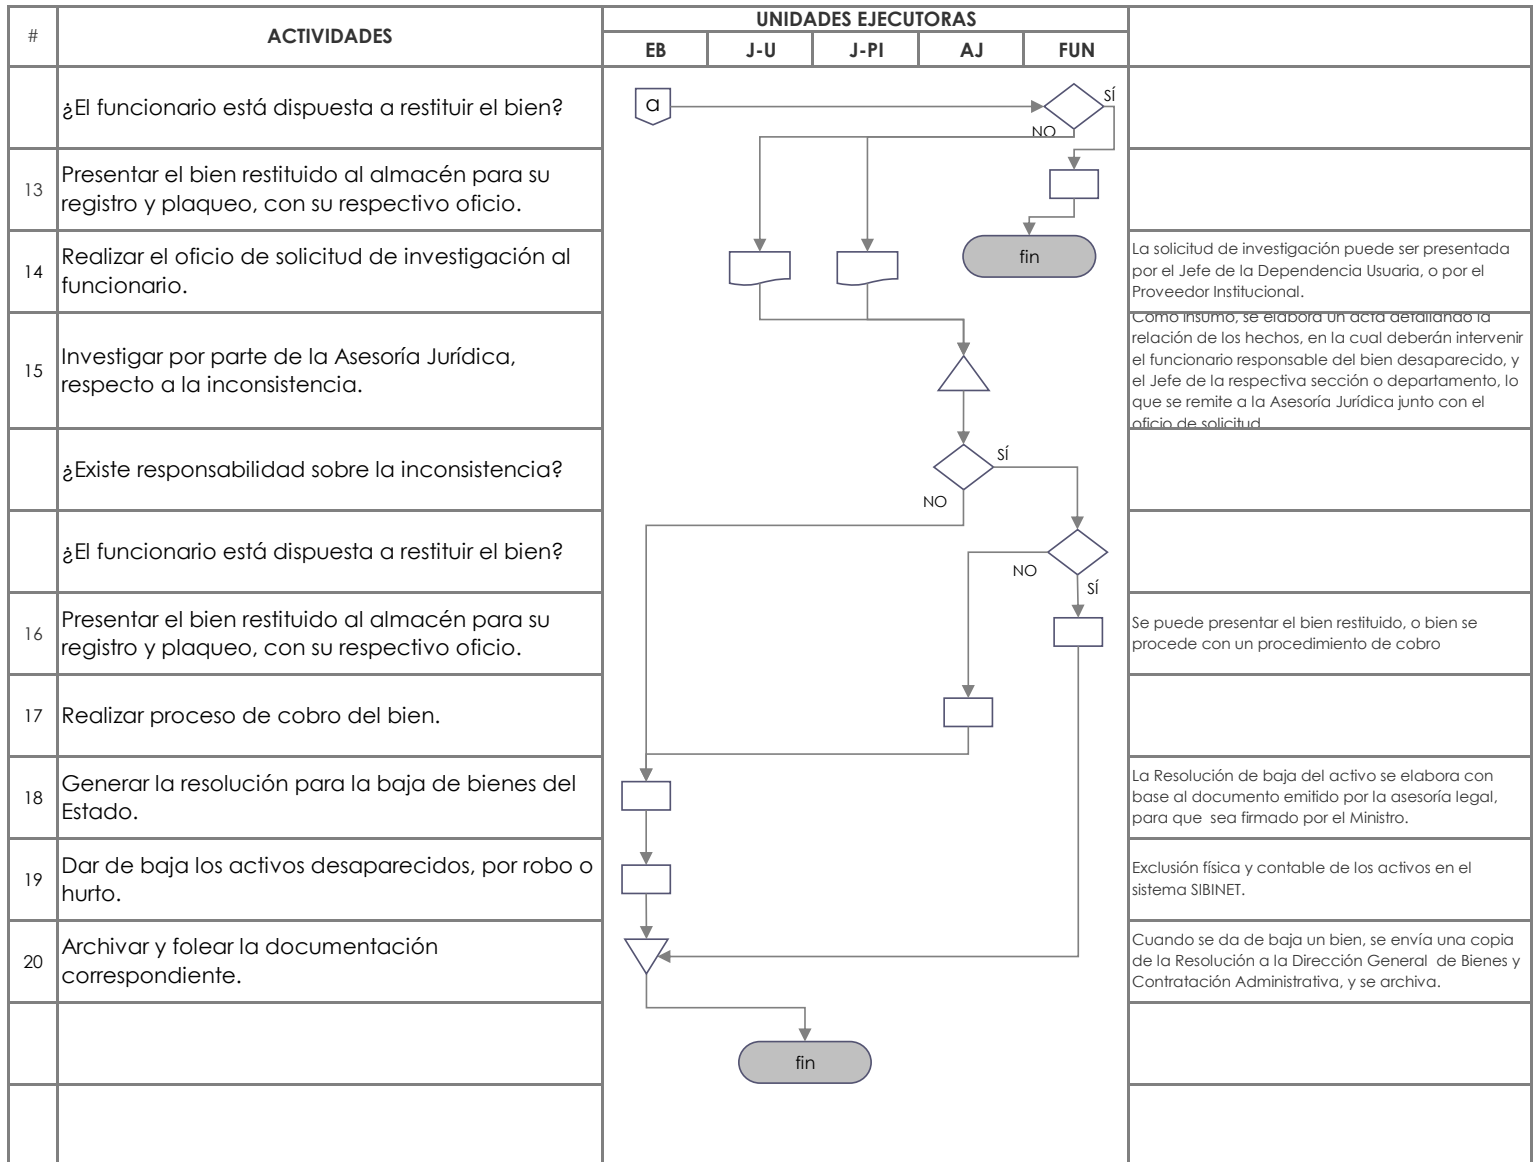 #
ACTIVIDADES
UNIDADES EJECUTORAS
EB
J-U
J-PI
AJ
FUN
¿El funcionario está dispuesta a restituir el bien?
a
SÍ
NO
13
Presentar el bien restituido al almacén para su
registro y plaqueo, con su respectivo oficio.
14
Realizar el oficio de solicitud de investigación al
funcionario.
fin
La solicitud de investigación puede ser presentada
por el Jefe de la Dependencia Usuaria, o por el
Proveedor Institucional.
15
Investigar por parte de la Asesoría Jurídica,
respecto a la inconsistencia.
Como insumo, se elabora un acta detallando la
relación de los hechos, en la cual deberán intervenir
el funcionario responsable del bien desaparecido, y
el Jefe de la respectiva sección o departamento, lo
que se remite a la Asesoría Jurídica junto con el
oficio de solicitud
¿Existe responsabilidad sobre la inconsistencia?
SÍ
NO
¿El funcionario está dispuesta a restituir el bien?
NO
SÍ
16
Presentar el bien restituido al almacén para su
registro y plaqueo, con su respectivo oficio.
Se puede presentar el bien restituido, o bien se
procede con un procedimiento de cobro
17
Realizar proceso de cobro del bien.
18
Generar la resolución para la baja de bienes del
Estado.
La Resolución de baja del activo se elabora con
base al documento emitido por la asesoría legal,
para que  sea firmado por el Ministro.
19
Dar de baja los activos desaparecidos, por robo o
hurto.
Exclusión física y contable de los activos en el
sistema SIBINET.
20
Archivar y folear la documentación
correspondiente.
Cuando se da de baja un bien, se envía una copia
de la Resolución a la Dirección General  de Bienes y
Contratación Administrativa, y se archiva.
fin